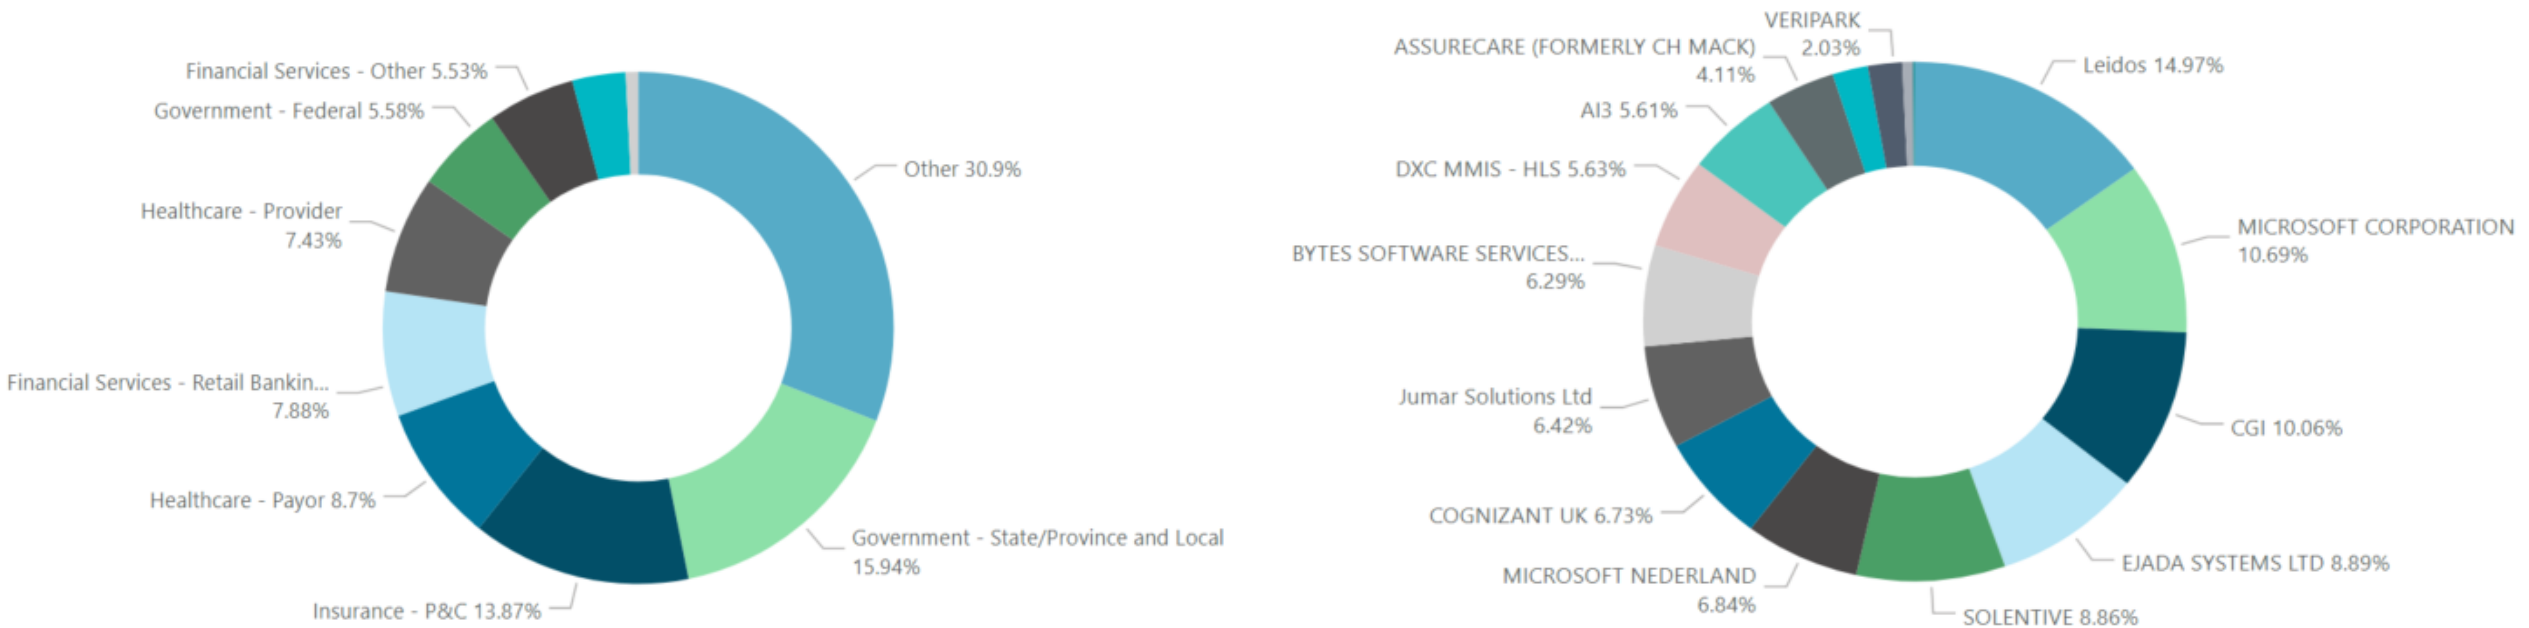 Financial Services - Other 5.53%
Government - Federal 5.58%
Healthcare - Provider
7.43%
Financial Services - Retail Bankin...
7.88%
Healthcare - Payor 8.7%
Insurance - P&C 13.87%
Government - State/Province and Local
15.94%
Other 30.9%
VERIPARK
2.03%
ASSURECARE (FORMERLY CH MACK)
4.11%
AI3 5.61%
DXC MMIS - HLS 5.63%
BYTES SOFTWARE SERVICES...
6.29%
Jumar Solutions Ltd
6.42%
COGNIZANT UK 6.73%
MICROSOFT NEDERLAND
6.84%
SOLENTIVE 8.86%
EJADA SYSTEMS LTD 8.89%
CGI 10.06%
MICROSOFT CORPORATION
10.69%
Leidos 14.97%